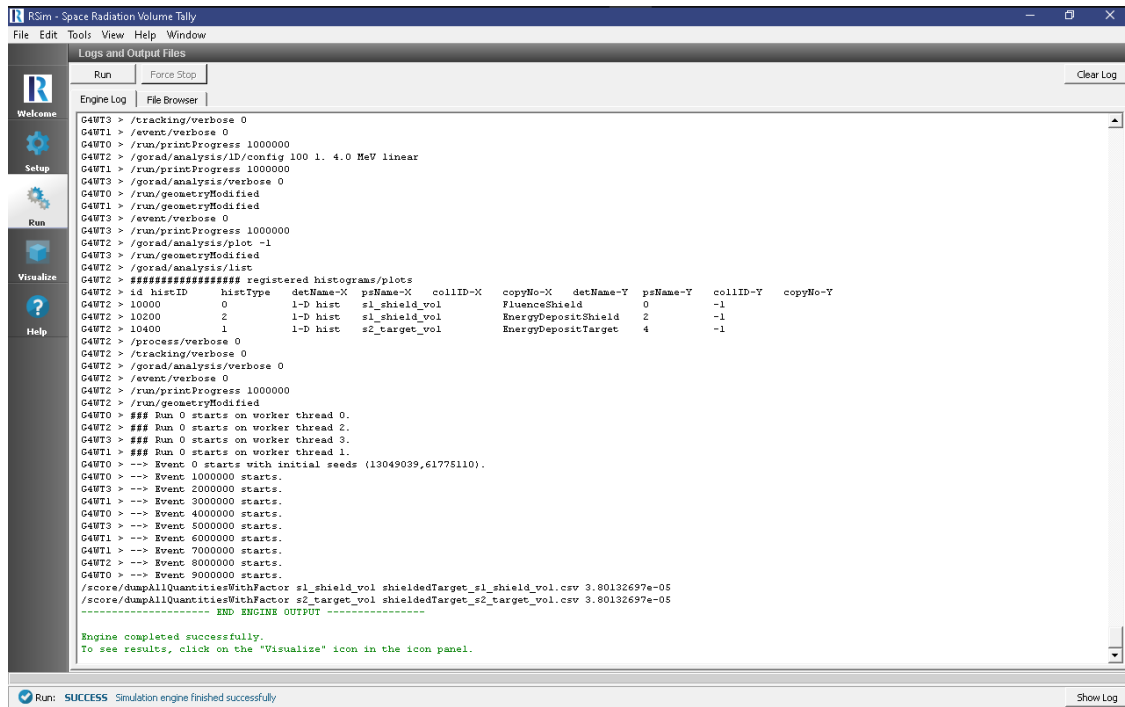 RSim - Space Radiation Volume Tally
File Edit Tools View Help Window
Logs and Output Files
Run Force Stop Clear Log
Engine Log File Browser
Welcome
Setup
Run
Visualize
Help
G4WT3 > /tracking/verbose 0
G4WT1 > /event/verbose 0
G4WT0 > /run/printProgress 1000000
G4WT2 > /gorad/analysis/1D/config 100 1. 4.0 MeV linear
G4WT1 > /run/printProgress 1000000
G4WT3 > /gorad/analysis/verbose 0
G4WT0 > /run/geometryModified
G4WT1 > /run/geometryModified
G4WT3 > /event/verbose 0
G4WT3 > /run/printProgress 1000000
G4WT2 > /gorad/analysis/plot -1
G4WT3 > /run/geometryModified
G4WT2 > /gorad/analysis/list
G4WT2 > ################## registered histograms/plots
G4WT2 > id histID histType detName-X psName-X collID-X copyNo-X detName-Y psName-Y collID-Y copyNo-Y
G4WT2 > 10000 0 1-D hist s1_shield_vol FluenceShield 0 -1
G4WT2 > 10200 2 1-D hist s1_shield_vol EnergyDepositShield 2 -1
G4WT2 > 10400 1 1-D hist s2_target_vol EnergyDepositTarget 4 -1
G4WT2 > /process/verbose 0
G4WT2 > /tracking/verbose 0
G4WT2 > /gorad/analysis/verbose 0
G4WT2 > /event/verbose 0
G4WT2 > /run/printProgress 1000000
G4WT2 > /run/geometryModified
G4WT0 > ### Run 0 starts on worker thread 0.
G4WT2 > ### Run 0 starts on worker thread 2.
G4WT3 > ### Run 0 starts on worker thread 3.
G4WT1 > ### Run 0 starts on worker thread 1.
G4WT0 > --> Event 0 starts with initial seeds (13049039,61775110).
G4WT0 > --> Event 1000000 starts.
G4WT3 > --> Event 2000000 starts.
G4WT1 > --> Event 3000000 starts.
G4WT0 > --> Event 4000000 starts.
G4WT3 > --> Event 5000000 starts.
G4WT1 > --> Event 6000000 starts.
G4WT1 > --> Event 7000000 starts.
G4WT2 > --> Event 8000000 starts.
G4WT0 > --> Event 9000000 starts.
/score/dumpAllQuantitiesWithFactor s1_shield_vol shieldedTarget_s1_shield_vol.csv 3.80132697e-05
/score/dumpAllQuantitiesWithFactor s2_target_vol shieldedTarget_s2_target_vol.csv 3.80132697e-05
--------------------- END ENGINE OUTPUT ----------------
Engine completed successfully.
To see results, click on the "Visualize" icon in the icon panel.
Run: SUCCESS Simulation engine finished successfully Show Log